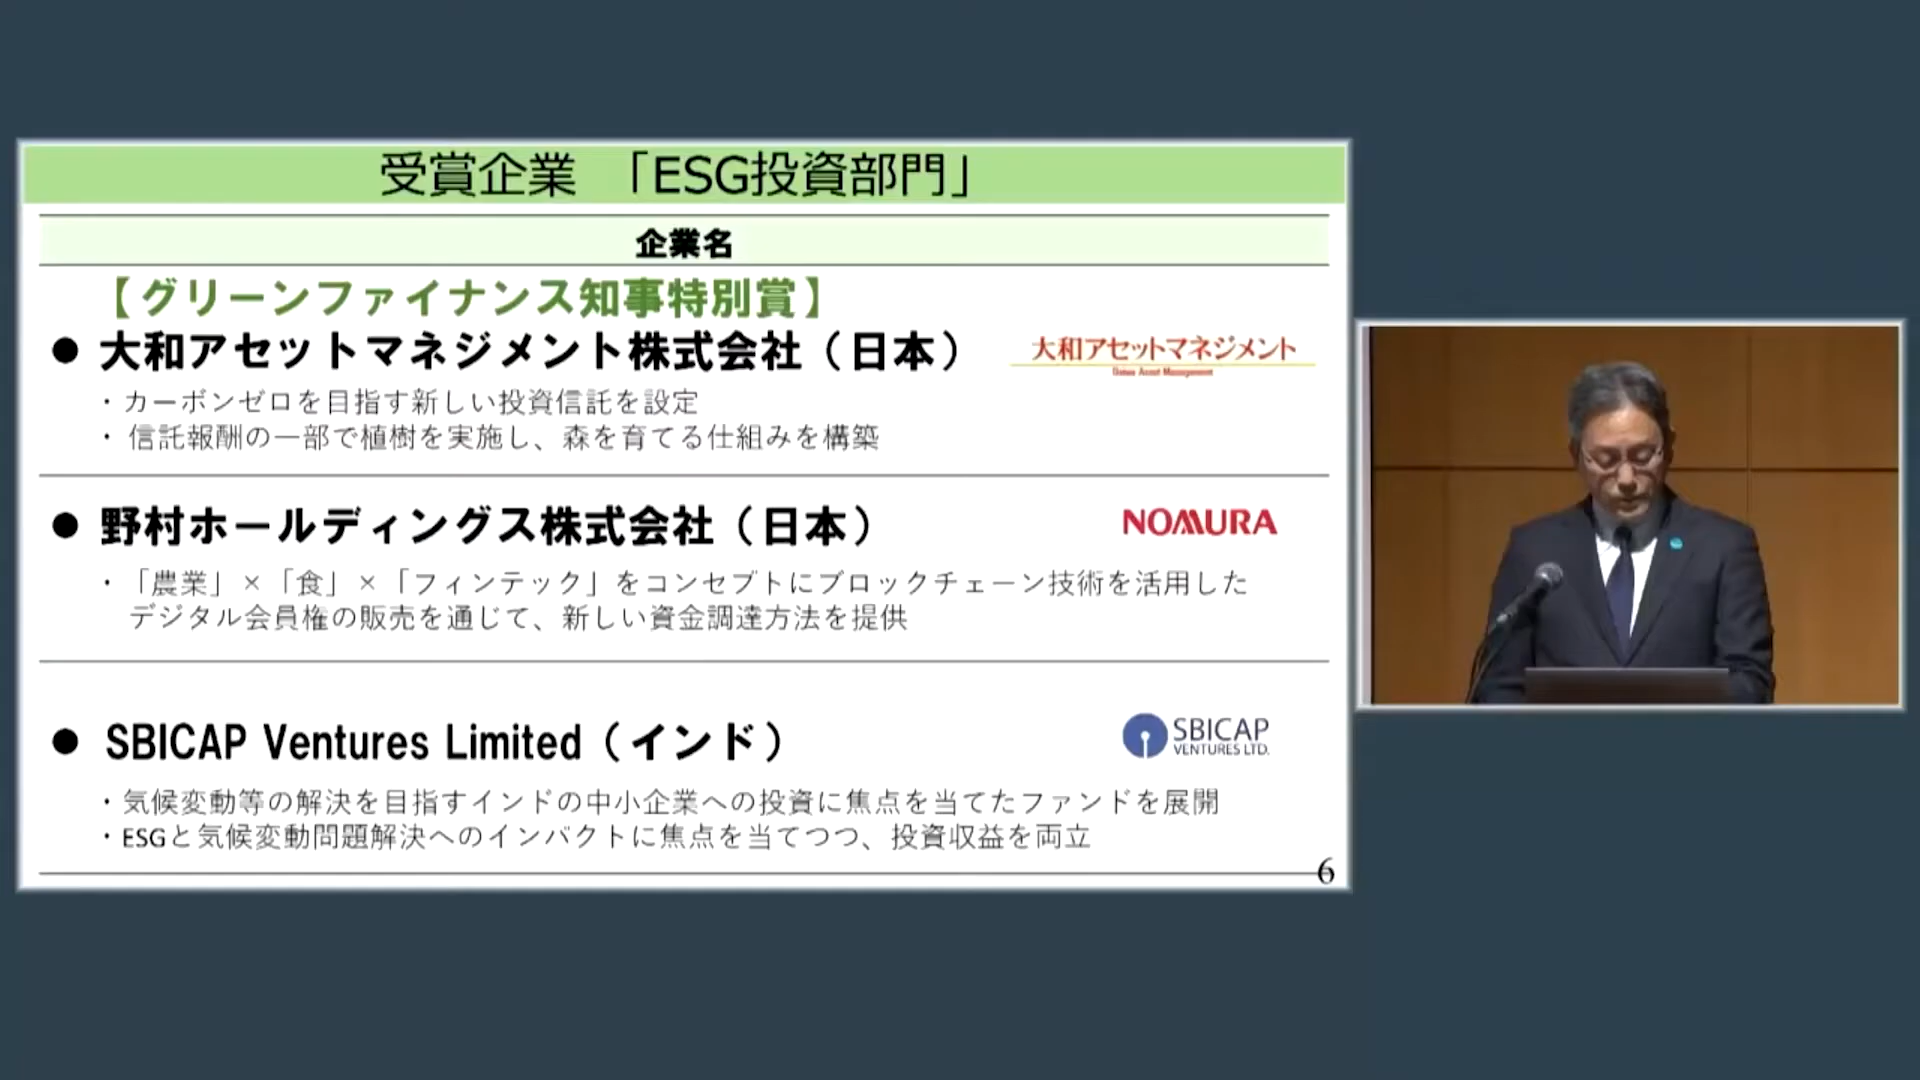 受賞企業 「ESG投資部門」
企業名
【グリーンファイナンス知事特別賞】
● 大和アセットマネジメント株式会社（日本）
大和アセットマネジメント
Daiwa Asset Management
・カーボンゼロを目指す新しい投資信託を設定
・信託報酬の一部で植樹を実施し、森を育てる仕組みを構築
● 野村ホールディングス株式会社（日本）
NOMURA
・「農業」×「食」×「フィンテック」をコンセプトにブロックチェーン技術を活用した
デジタル会員権の販売を通じて、新しい資金調達方法を提供
● SBICAP Ventures Limited（インド）
SBICAP
VENTURES LTD.
・気候変動等の解決を目指すインドの中小企業への投資に焦点を当てたファンドを展開
・ESGと気候変動問題解決へのインパクトに焦点を当てつつ、投資収益を両立
6